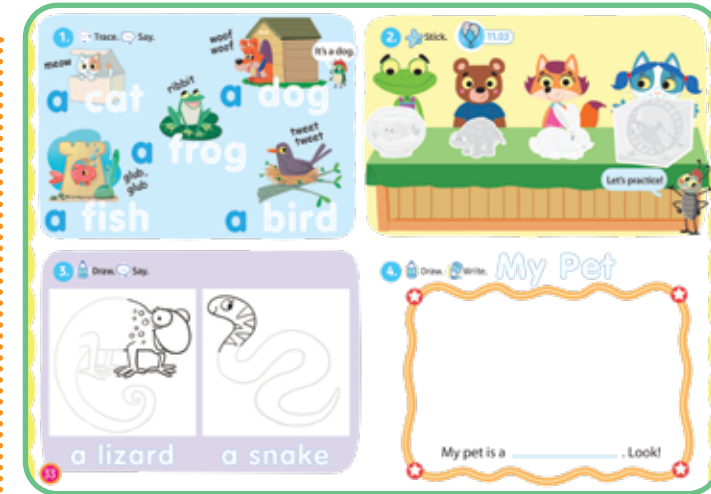 1. Trace. Say.
woof
woof
It's a dog.
meow
a cat
ribbit
a dog
a frog
tweet
tweet
glub,
glub
a fish
a bird
2. Stick. 11.03
Let's practice!
3. Draw. Say.
a lizard
a snake
4. Draw. Write. My Pet
My pet is a ____________ . Look!
33